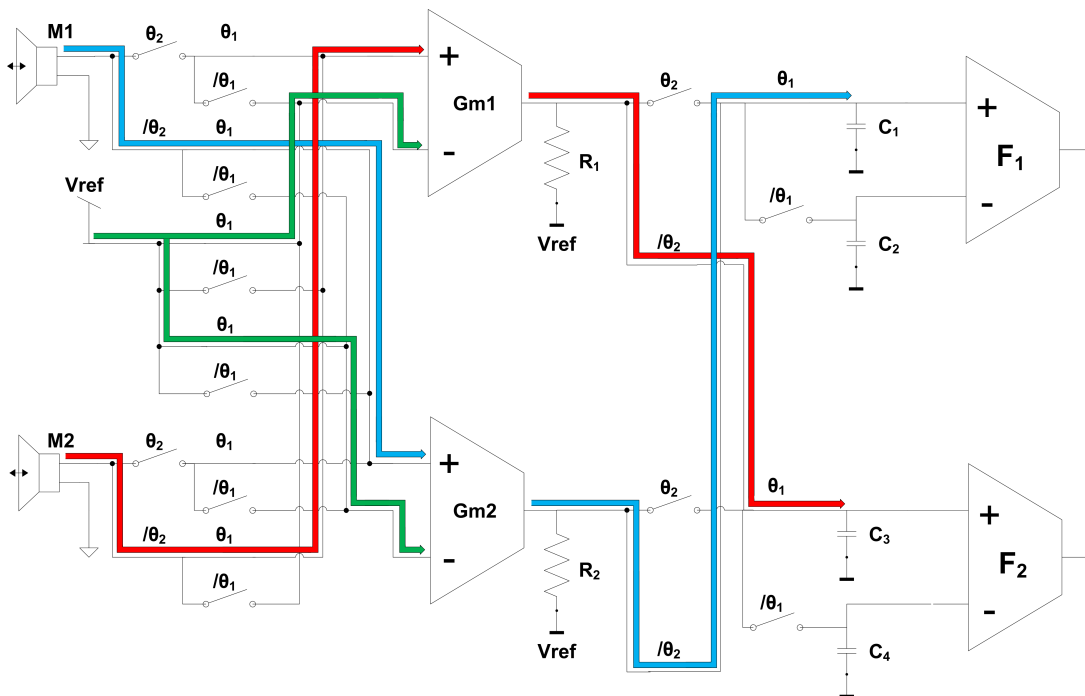 M1
θ2
θ1
/θ1
+
Gm1
-
/θ2
θ1
/θ1
Vref
θ1
/θ1
θ1
/θ1
R1
Vref
θ2
θ1
C1
/θ1
C2
+
F1
-
/θ2
M2
θ2
θ1
/θ1
+
Gm2
-
/θ2
θ1
/θ1
R2
Vref
θ2
θ1
C3
/θ1
C4
+
F2
-
/θ2